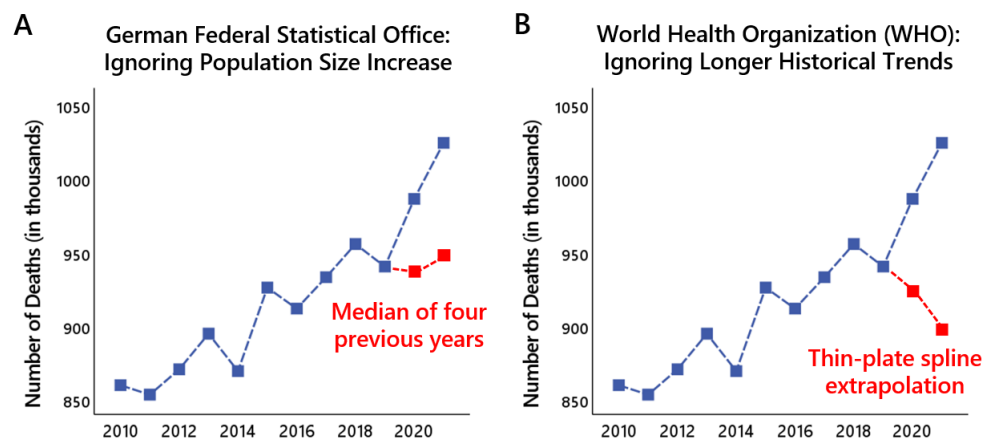 A
German Federal Statistical Office:
Ignoring Population Size Increase
Number of Deaths (in thousands)
1050
1000
950
900
850
Median of four
previous years
2010
2012
2014
2016
2018
2020
B
World Health Organization (WHO):
Ignoring Longer Historical Trends
Number of Deaths (in thousands)
1050
1000
950
900
850
Thin-plate spline
extrapolation
2010
2012
2014
2016
2018
2020